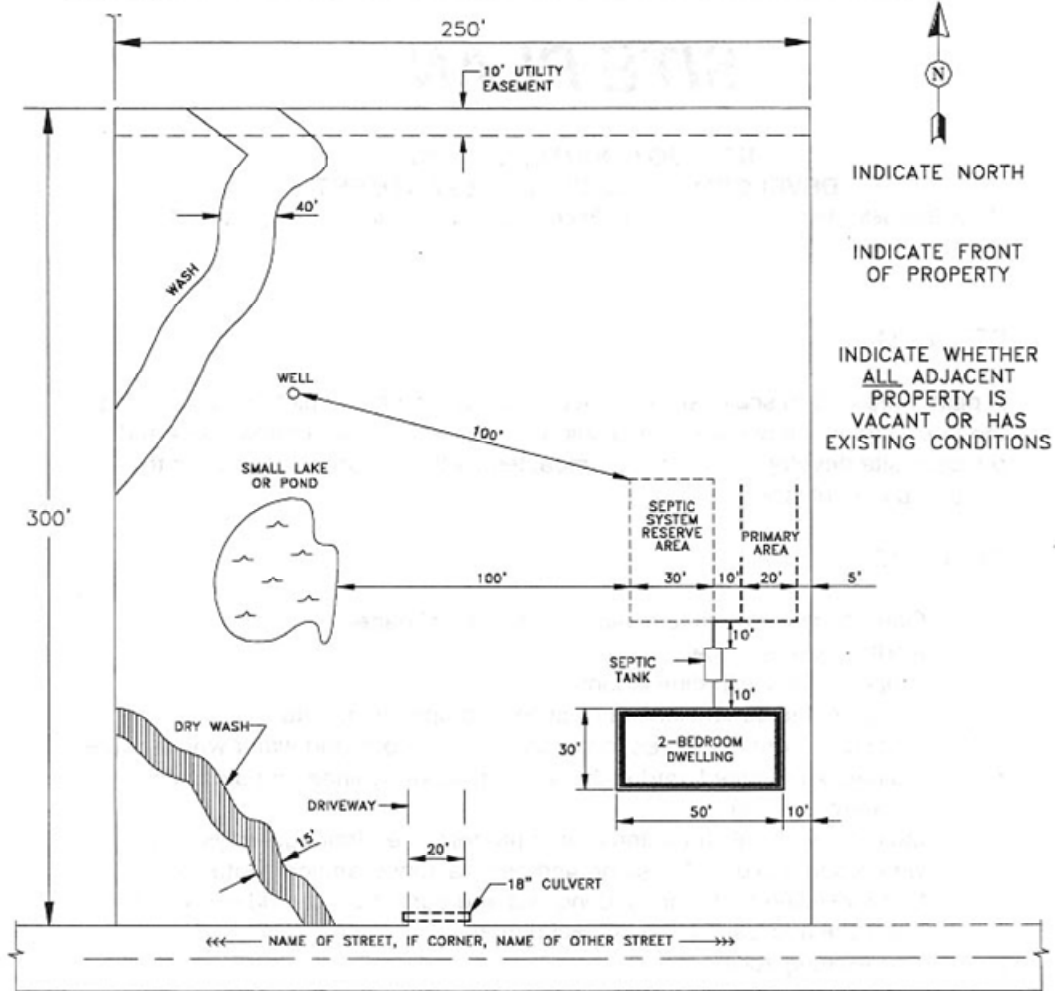 250'
10' UTILITY
EASEMENT
N
INDICATE NORTH
INDICATE FRONT
OF PROPERTY
INDICATE WHETHER
ALL ADJACENT
PROPERTY IS
VACANT OR HAS
EXISTING CONDITIONS
40'
WASH
WELL
100'
SMALL LAKE
OR POND
300'
SEPTIC
SYSTEM
RESERVE
AREA
PRIMARY
AREA
100'
30'
10'
20'
5'
10'
SEPTIC
TANK
10'
DRY WASH
30'
2-BEDROOM
DWELLING
DRIVEWAY
50'
10'
15'
20'
18" CULVERT
NAME OF STREET, IF CORNER, NAME OF OTHER STREET